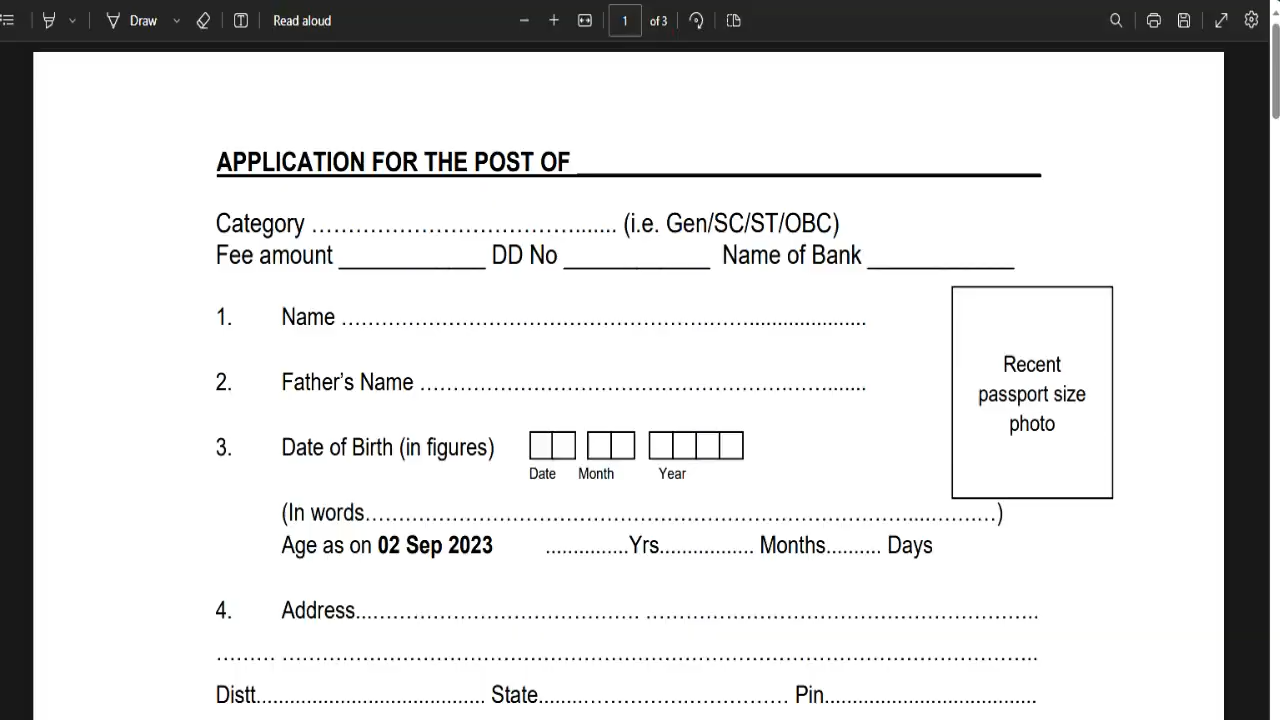 Draw Read aloud 1 of 3
APPLICATION FOR THE POST OF ______________________________
Category ………………………………....... (i.e. Gen/SC/ST/OBC)
Fee amount ____________ DD No ____________ Name of Bank ____________
1. Name …………………………………………......................
2. Father's Name ………………………………………….......
Recent
passport size
photo
3. Date of Birth (in figures)
Date Month Year
(In words…………………………………………………...…………)
Age as on 02 Sep 2023 ...............Yrs................. Months.......... Days
4. Address...………………………… ………………………………………..
……… ……………………………………………………………………..
Distt......................................... State........…………………… Pin......................................